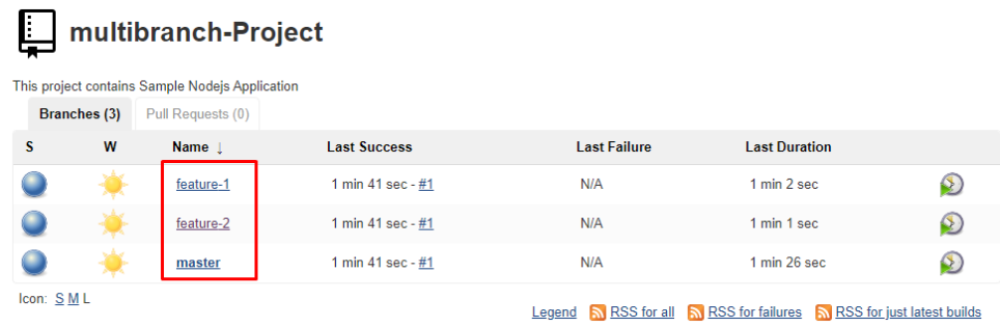 multibranch-Project
This project contains Sample Nodejs Application
Branches (3) Pull Requests (0)
S W Name ↓ Last Success Last Failure Last Duration
feature-1 1 min 41 sec - #1 N/A 1 min 2 sec
feature-2 1 min 41 sec - #1 N/A 1 min 1 sec
master 1 min 41 sec - #1 N/A 1 min 26 sec
Icon: S M L
Legend RSS for all RSS for failures RSS for just latest builds